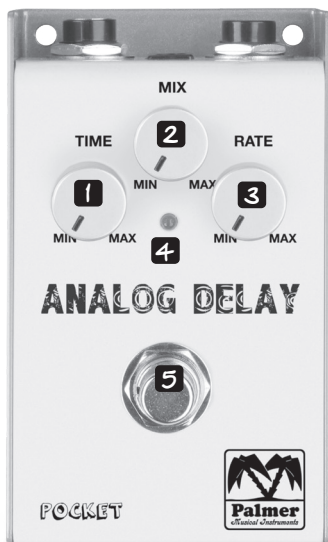 MIX
2
TIME
RATE
MIN
MAX
1
3
MIN
MAX
4
MIN
MAX
ANALOG DELAY
5
POCKET
Palmer
Musical Instruments